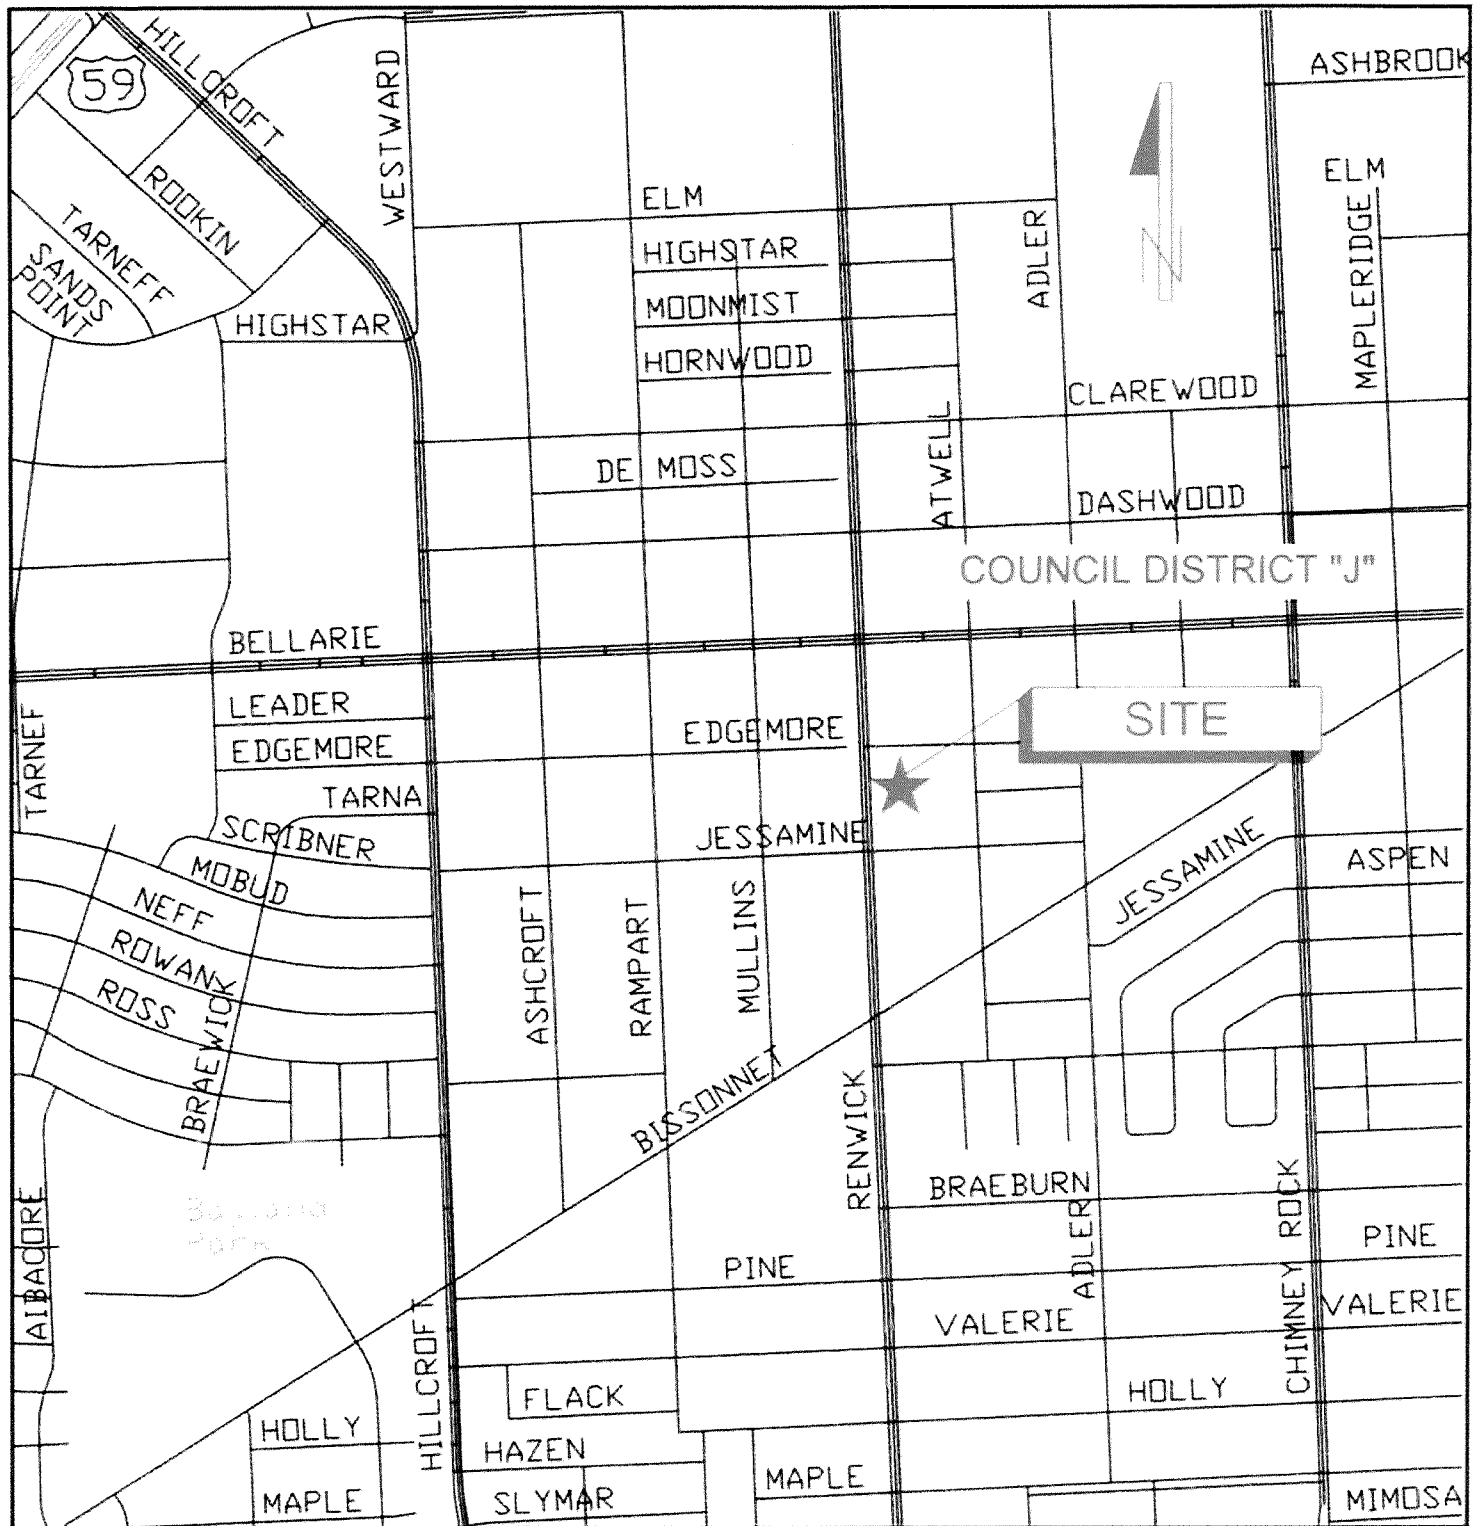 HILLCROFT
59
WESTWARD
ASHBROOK
ROOKIN
ELM
ELM
TARNEFF
SANDS
POINT
HIGHSTAR
ADLER
MAPLERIDGE
N
HIGHSTAR
MOONMIST
HORNWOOD
CLAREWOOD
DE MOSS
ATWELL
DASHWOOD
COUNCIL DISTRICT "J"
BELLARIE
LEADER
EDGEMORE
EDGEMORE
SITE
TARNEF
TARNA
SCRIBNER
JESSAMINE
JESSAMINE
ASPEN
MOBUD
NEFF
ROWAN
ROSS
BRAEWICK
ASHCROFT
RAMPART
MULLINS
BISSONNET
RENWICK
BRAEBURN
ADLER
CHIMNEY ROCK
AIBACORE
Park
PINE
PINE
VALERIE
VALERIE
HILLCROFT
FLACK
HOLLY
HOLLY
HAZEN
MAPLE
MAPLE
SLYMAR
MIMOSA